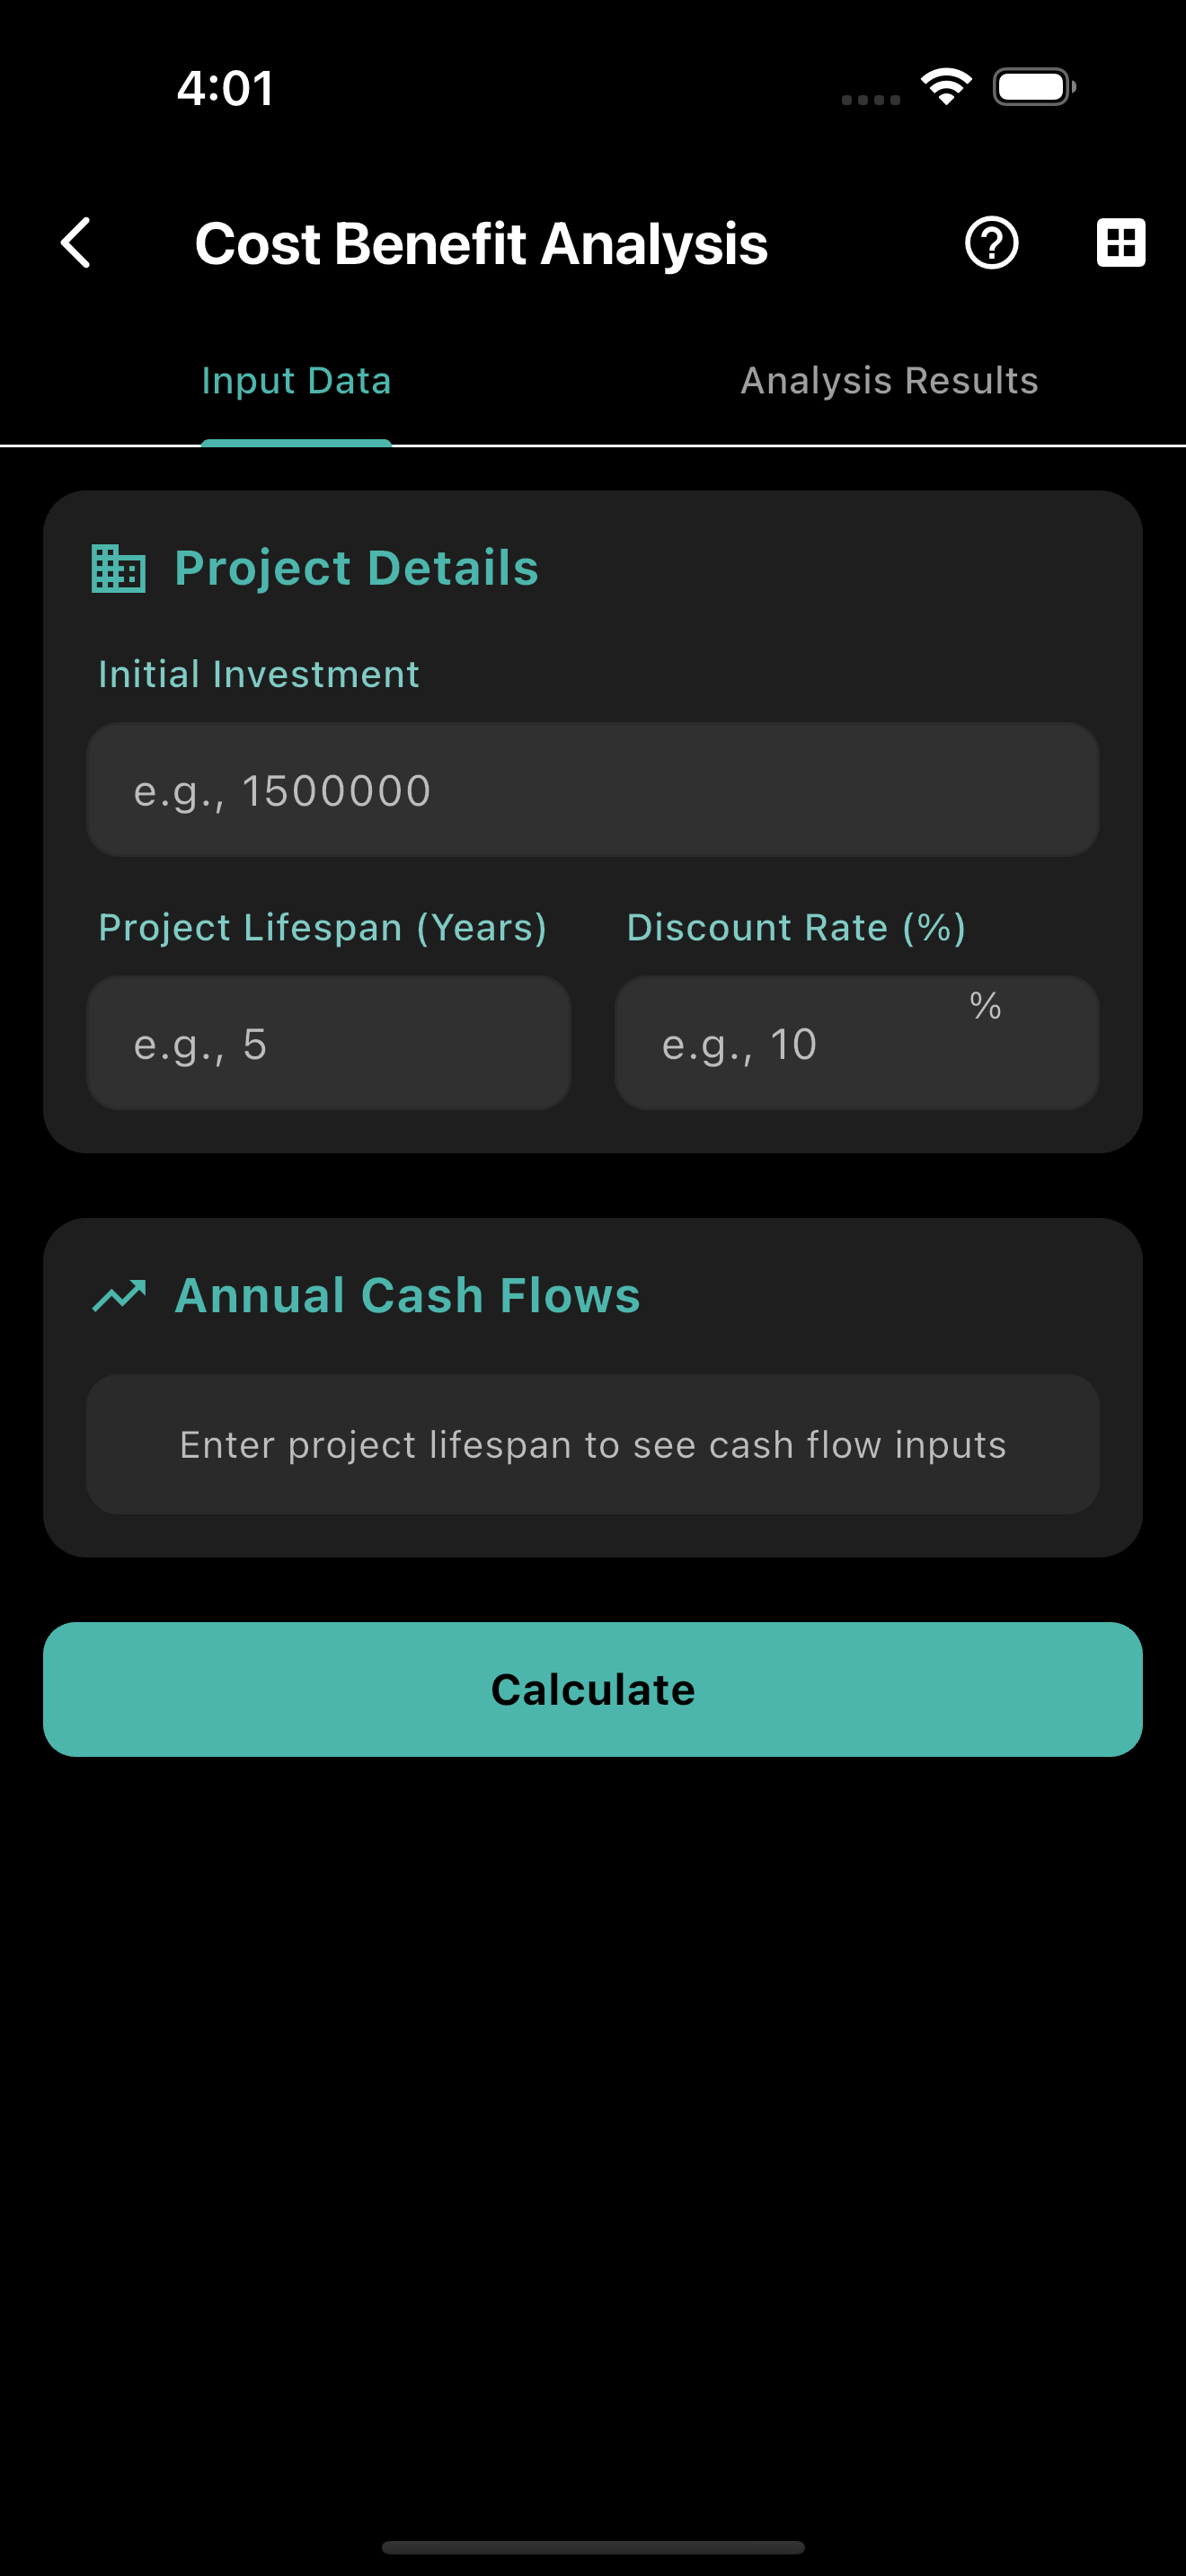 4:01
Cost Benefit Analysis
Input Data Analysis Results
Project Details
Initial Investment
e.g., 1500000
Project Lifespan (Years) Discount Rate (%)
e.g., 5 e.g., 10 %
Annual Cash Flows
Enter project lifespan to see cash flow inputs
Calculate